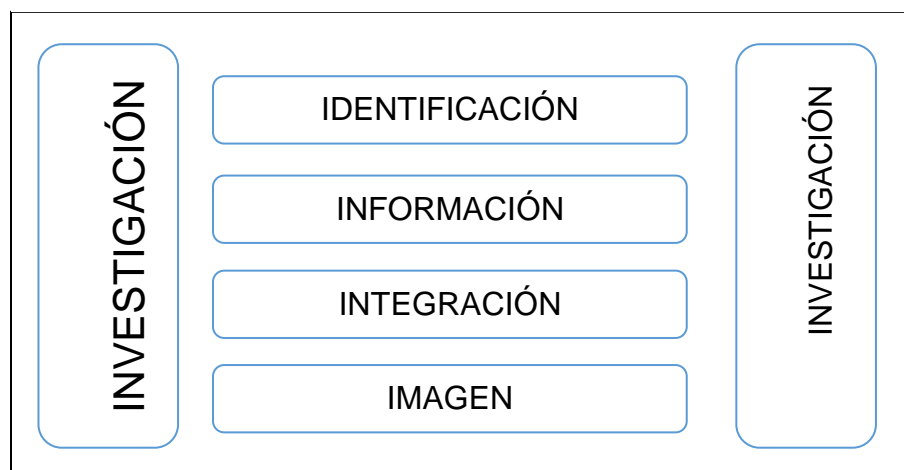 INVESTIGACIÓN
IDENTIFICACIÓN
INFORMACIÓN
INTEGRACIÓN
IMAGEN
INVESTIGACIÓN